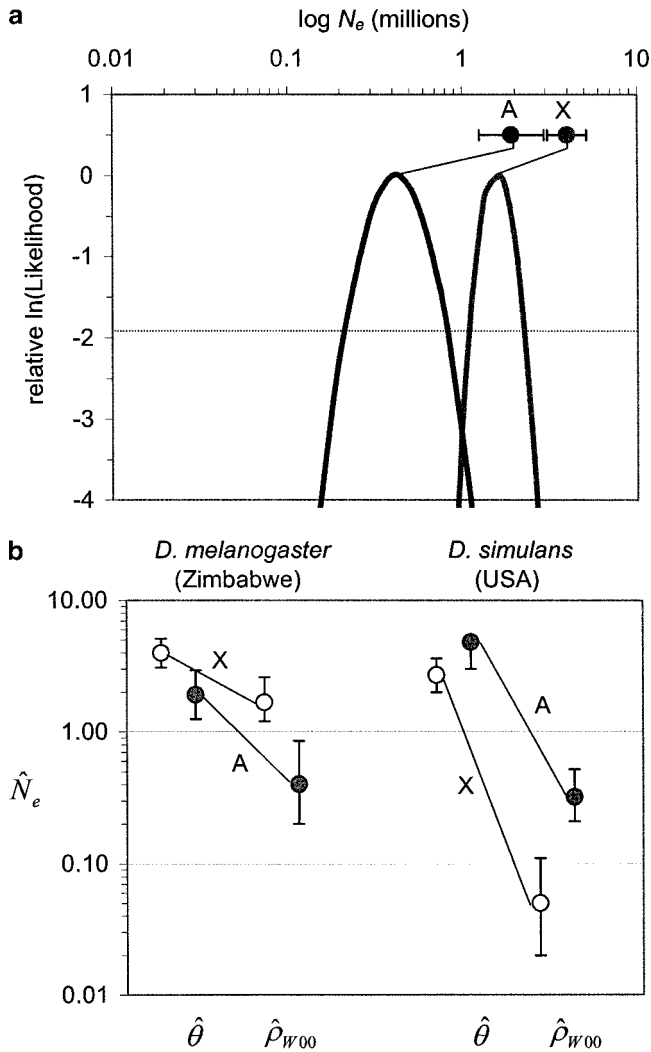 a
log Nₑ (millions)
0.01 0.1 1 10
A X
1
0
-1
-2
-3
-4
relative ln(Likelihood)
b
D. melanogaster D. simulans
(Zimbabwe) (USA)
10.00
1.00
0.10
0.01
N̂ₑ
X
A
A
X
θ̂ ρ̂W00 θ̂ ρ̂W00